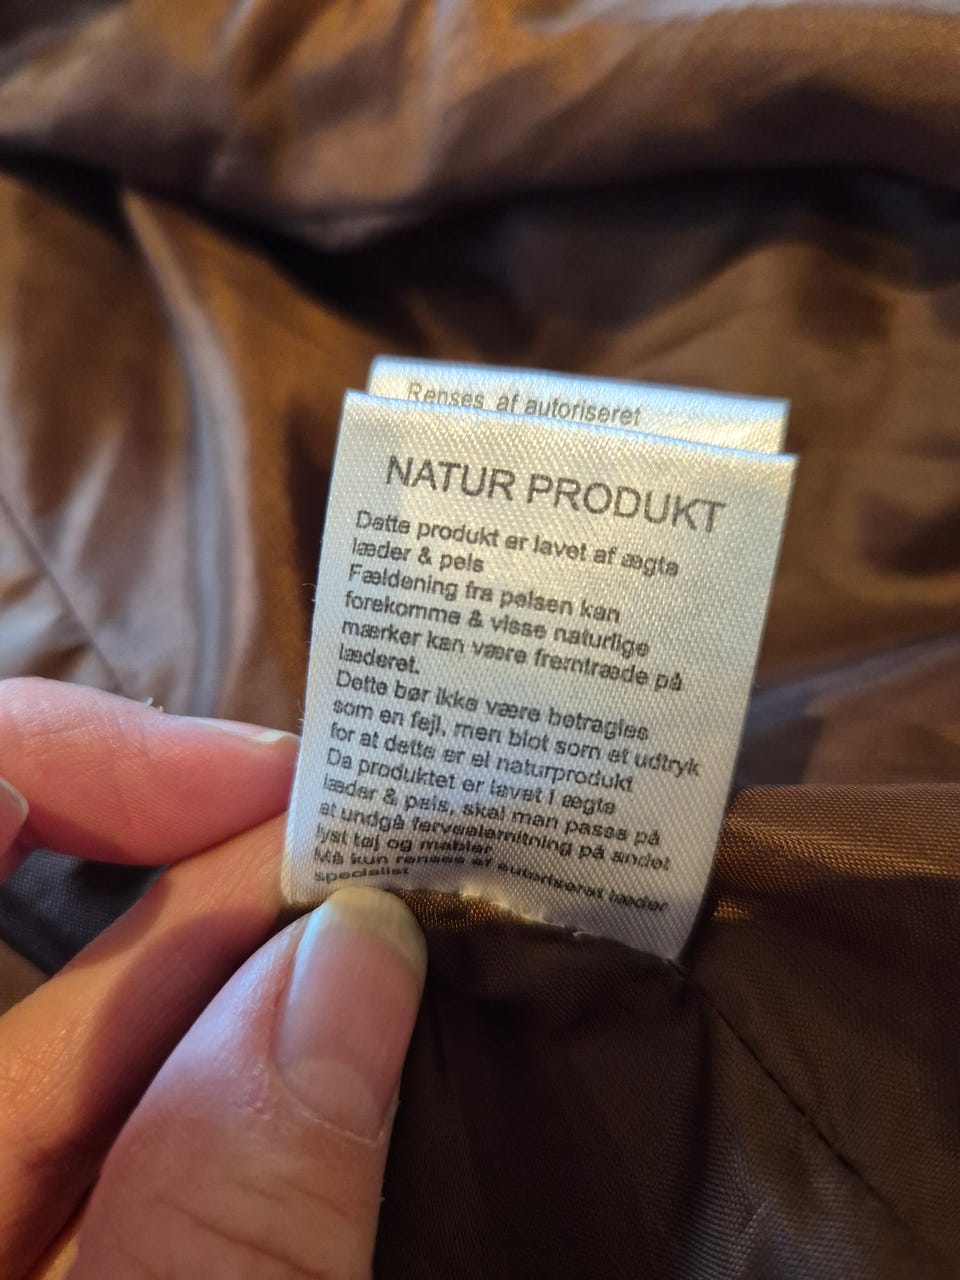 Renses af autoriseret
NATUR PRODUKT
Dette produkt er lavet af ægte
læder & pels
Fældening fra pelsen kan
forekomme & visse naturlige
mærker kan være fremtræde på
læderet.
Dette bør ikke være betragles
som en fejl, men blot som et udtryk
for at dette er el naturprodukt
Da produktet er lavet I ægte
læder & pels, skal man passe på
at undgå farveafsmitning på andet
lyst tøj og møbler
Må kun renses af autoriseret læder
specialist